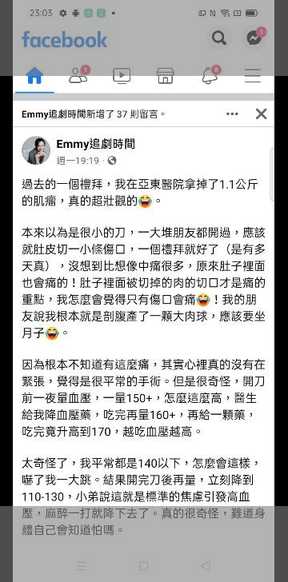 23:03
facebook
Emmy追劇時間新增了 37 則留言。
Emmy追劇時間
週一19:19 ·
過去的一個禮拜，我在亞東醫院拿掉了1.1公斤
的肌瘤，真的超壯觀的😂。
本來以為是很小的刀，一大堆朋友都開過，應該
就肚皮切一小條傷口，一個禮拜就好了（是有多
天真），沒想到比想像中痛很多，原來肚子裡面
也會痛的！肚子裡面被切掉的肉的切口才是痛的
重點，我怎麼會覺得只有傷口會痛😂！我的朋
友說我根本就是剖腹產了一顆大肉球，應該要坐
月子😂。
因為根本不知道有這麼痛，其實心裡真的沒有在
緊張，覺得是很平常的手術。但是很奇怪，開刀
前一夜量血壓，一量150+，怎麼這麼高，醫生
給我降血壓藥，吃完再量160+，再給一顆藥，
吃完竟升高到170，越吃血壓越高。
太奇怪了，我平常都是140以下，怎麼會這樣，
嚇了我一大跳。結果開完刀後再量，立刻降到
110-130，小弟說這就是標準的焦慮引發高血
壓，麻醉一打就降下去了。真的很奇怪，難道身
體自己會知道怕嗎。